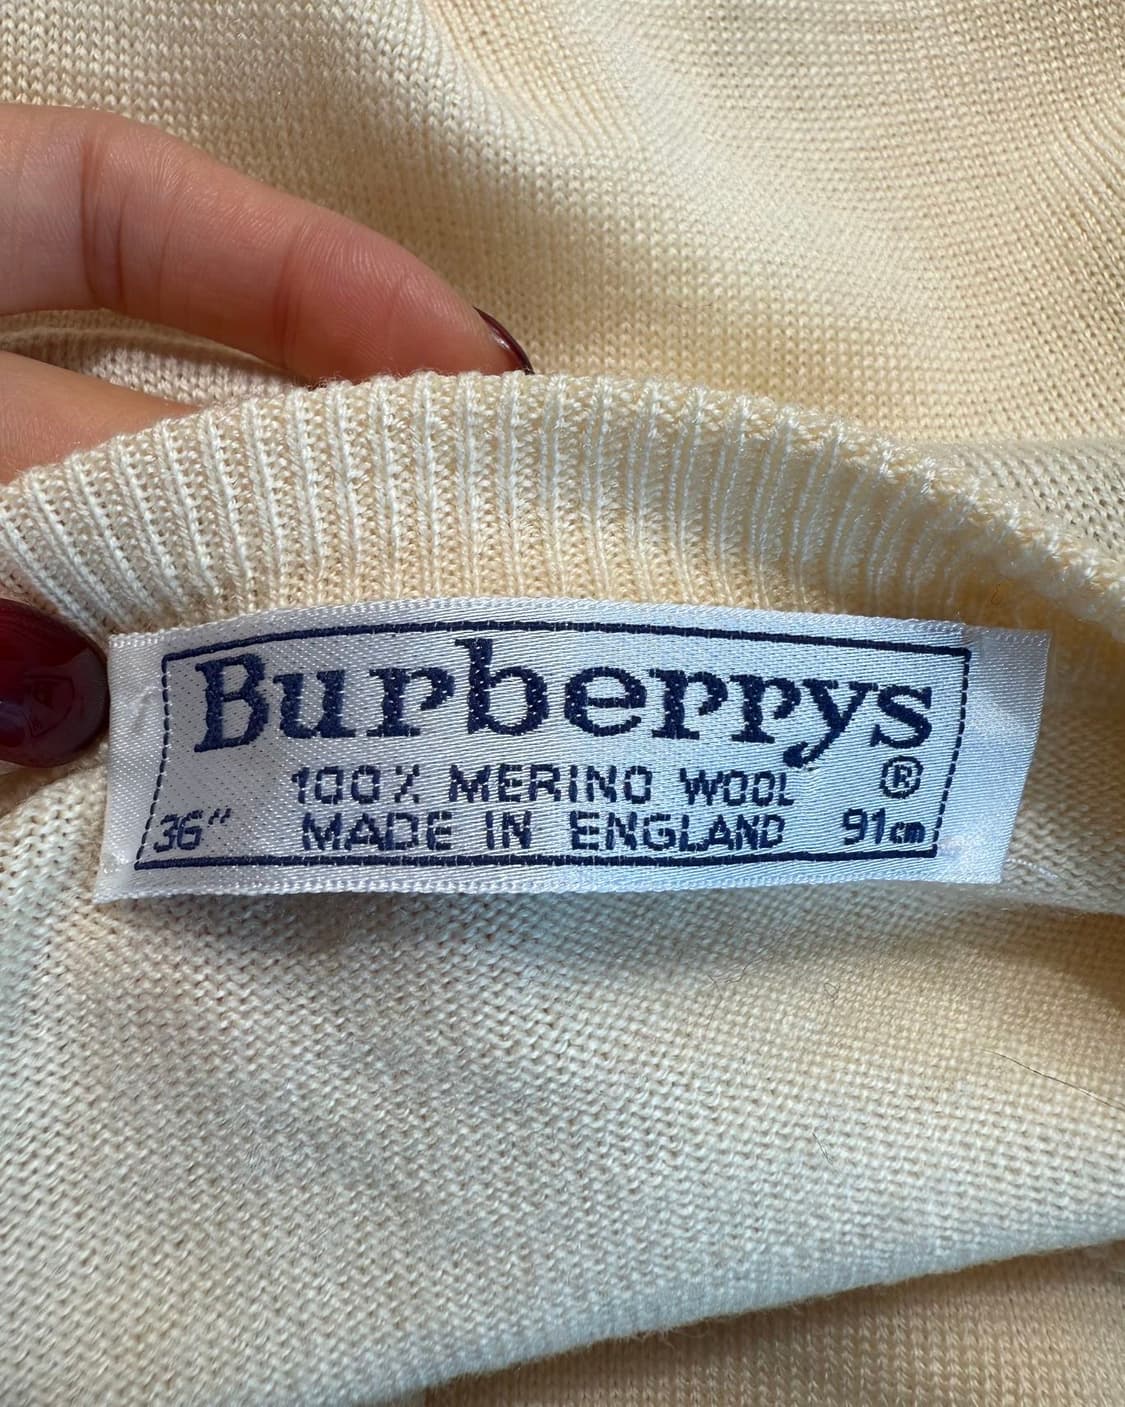 Burberrys
®
100% MERINO WOOL
36" MADE IN ENGLAND 91cm